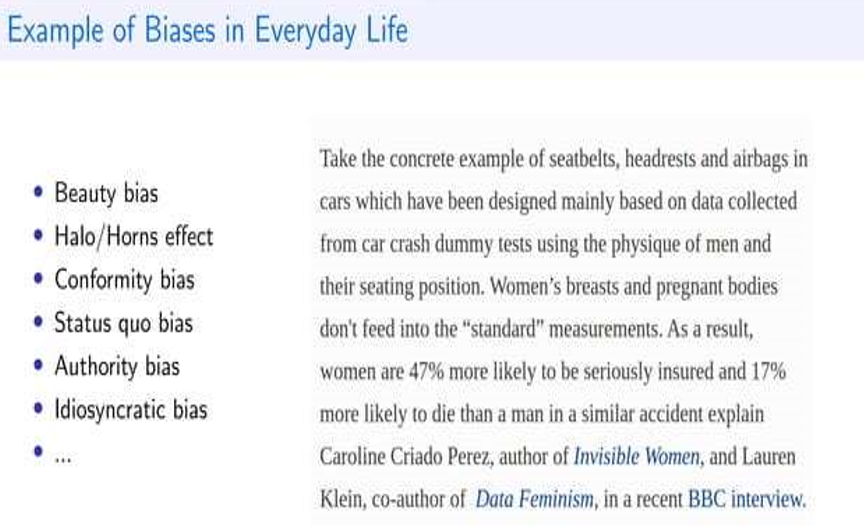 Example of Biases in Everyday Life
• Beauty bias
• Halo/Horns effect
• Conformity bias
• Status quo bias
• Authority bias
• Idiosyncratic bias
• ...
Take the concrete example of seatbelts, headrests and airbags in
cars which have been designed mainly based on data collected
from car crash dummy tests using the physique of men and
their seating position. Women's breasts and pregnant bodies
don't feed into the “standard” measurements. As a result,
women are 47% more likely to be seriously insured and 17%
more likely to die than a man in a similar accident explain
Caroline Criado Perez, author of Invisible Women, and Lauren
Klein, co-author of Data Feminism, in a recent BBC interview.